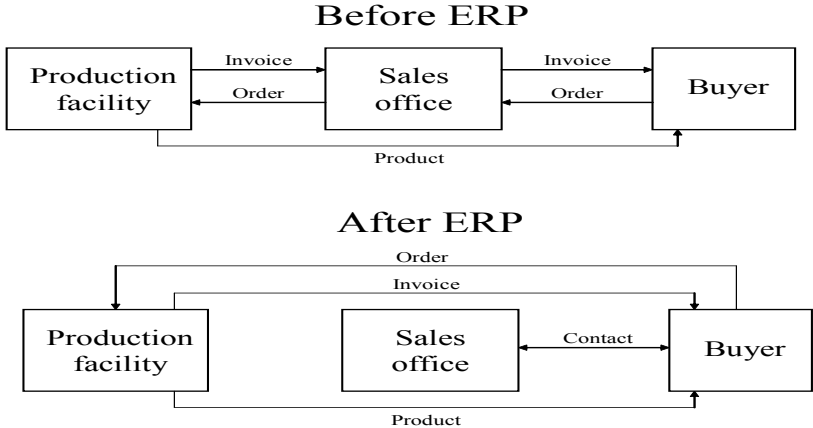 Before ERP
Invoice
Invoice
Production
facility
Sales
office
Buyer
Order
Order
Product
After ERP
Order
Invoice
Production
facility
Sales
office
Contact
Buyer
Product